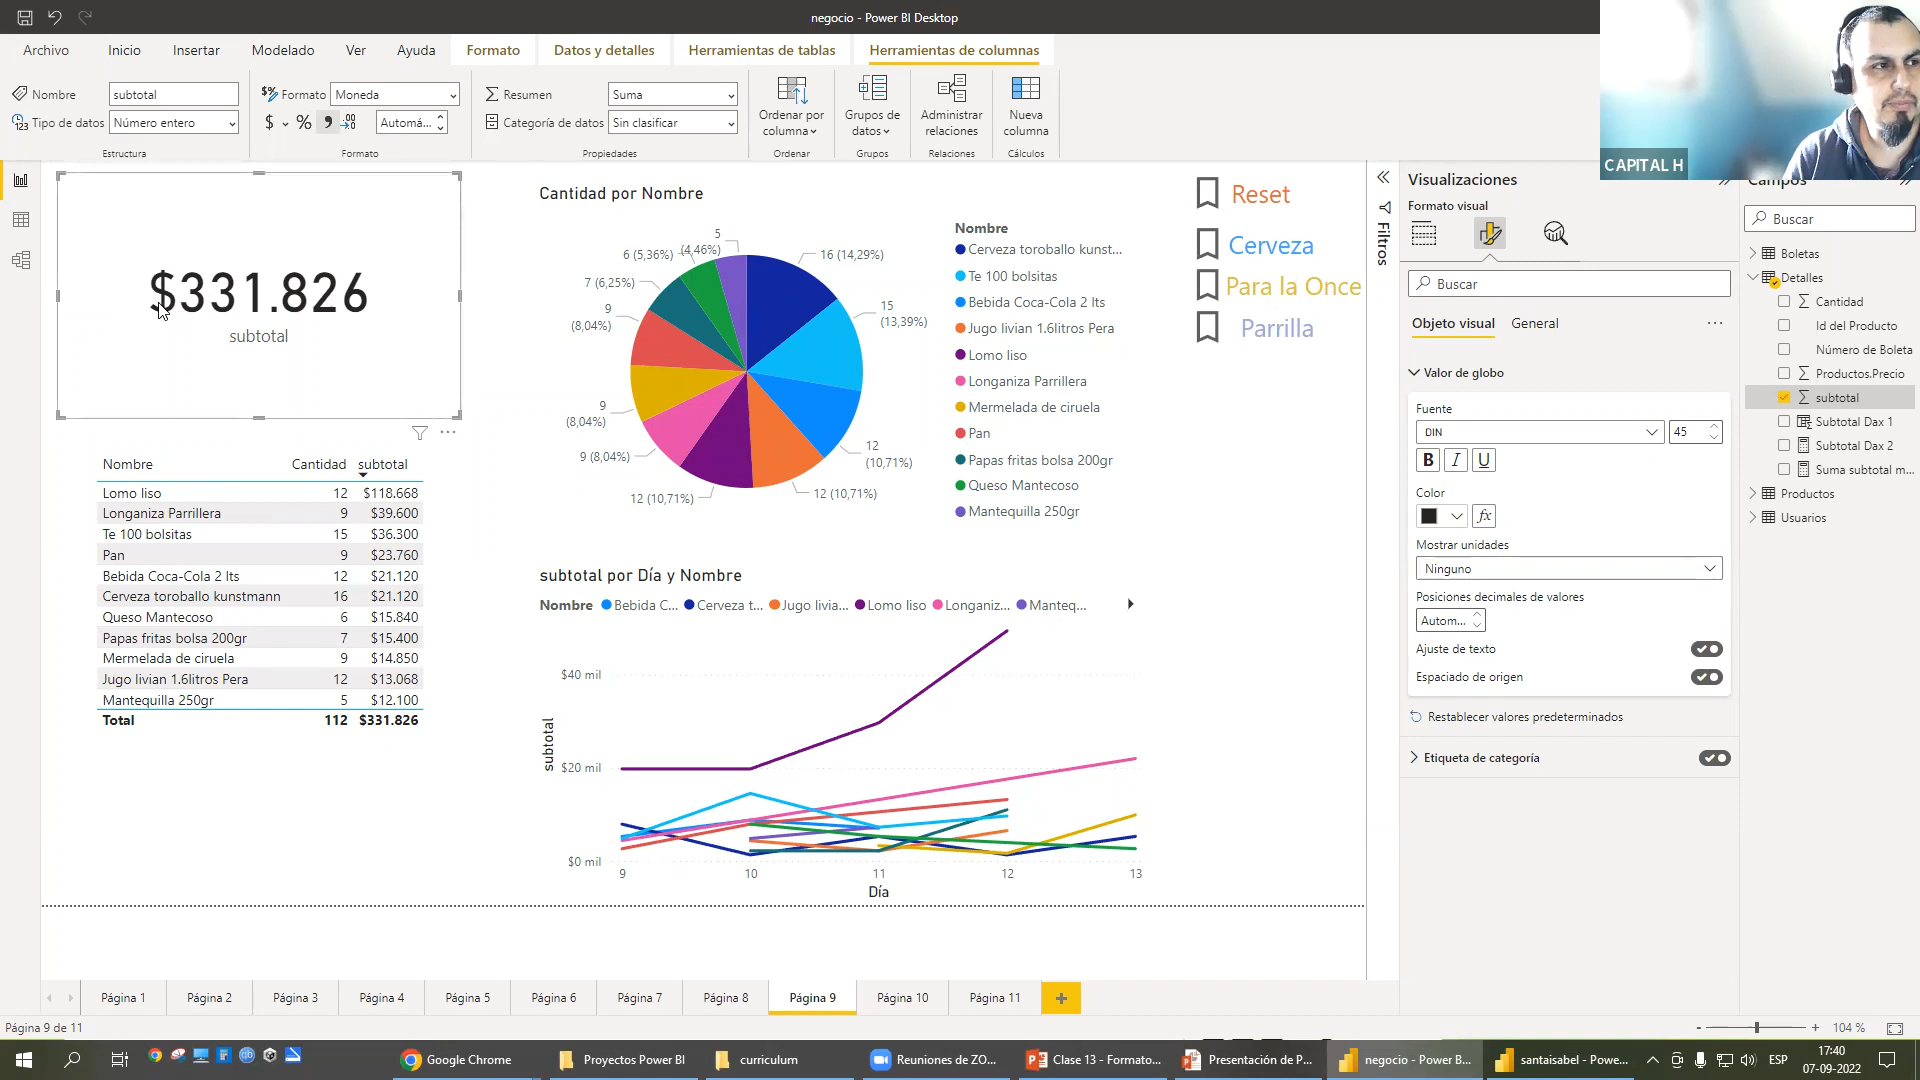 negocio - Power BI Desktop
Archivo Inicio Insertar Modelado Ver Ayuda Formato Datos y detalles Herramientas de tablas Herramientas de columnas
Nombre subtotal
Tipo de datos Número entero
Estructura
Formato Moneda
$ % 9 Automá...
Formato
Resumen Suma
Categoría de datos Sin clasificar
Propiedades
Ordenar por columna
Ordenar
Grupos de datos
Grupos
Administrar relaciones
Relaciones
Nueva columna
Cálculos
CAPITAL H
$331.826
subtotal
Nombre Cantidad subtotal
Lomo liso 12 $118.668
Longaniza Parrillera 9 $39.600
Te 100 bolsitas 15 $36.300
Pan 9 $23.760
Bebida Coca-Cola 2 lts 12 $21.120
Cerveza toroballo kunstmann 16 $21.120
Queso Mantecoso 6 $15.840
Papas fritas bolsa 200gr 7 $15.400
Mermelada de ciruela 9 $14.850
Jugo livian 1.6litros Pera 12 $13.068
Mantequilla 250gr 5 $12.100
Total 112 $331.826
Cantidad por Nombre
16 (14,29%)
15 (13,39%)
12 (10,71%)
12 (10,71%)
12 (10,71%)
9 (8,04%)
9 (8,04%)
9 (8,04%)
7 (6,25%)
6 (5,36%)
5 (4,46%)
Nombre
Cerveza toroballo kunst...
Te 100 bolsitas
Bebida Coca-Cola 2 lts
Jugo livian 1.6litros Pera
Lomo liso
Longaniza Parrillera
Mermelada de ciruela
Pan
Papas fritas bolsa 200gr
Queso Mantecoso
Mantequilla 250gr
Reset
Cerveza
Para la Once
Parrilla
subtotal por Día y Nombre
Nombre Bebida C... Cerveza t... Jugo livia... Lomo liso Longaniz... Manteq...
subtotal
$40 mil
$20 mil
$0 mil
9 10 11 12 13
Día
Filtros
Visualizaciones
Formato visual
Buscar
Objeto visual General
Valor de globo
Fuente
DIN 45
B I U
Color
fx
Mostrar unidades
Ninguno
Posiciones decimales de valores
Autom...
Ajuste de texto
Espaciado de origen
Restablecer valores predeterminados
Etiqueta de categoría
Campos
Buscar
Boletas
Detalles
Cantidad
Id del Producto
Número de Boleta
Productos.Precio
subtotal
Subtotal Dax 1
Subtotal Dax 2
Suma subtotal m...
Productos
Usuarios
Página 1 Página 2 Página 3 Página 4 Página 5 Página 6 Página 7 Página 8 Página 9 Página 10 Página 11 +
Página 9 de 11
- + 104 %
Google Chrome Proyectos Power BI curriculum Reuniones de ZO... Clase 13 - Formato... Presentación de P... negocio - Power B... santaisabel - Powe...
ESP
17:40
07-09-2022